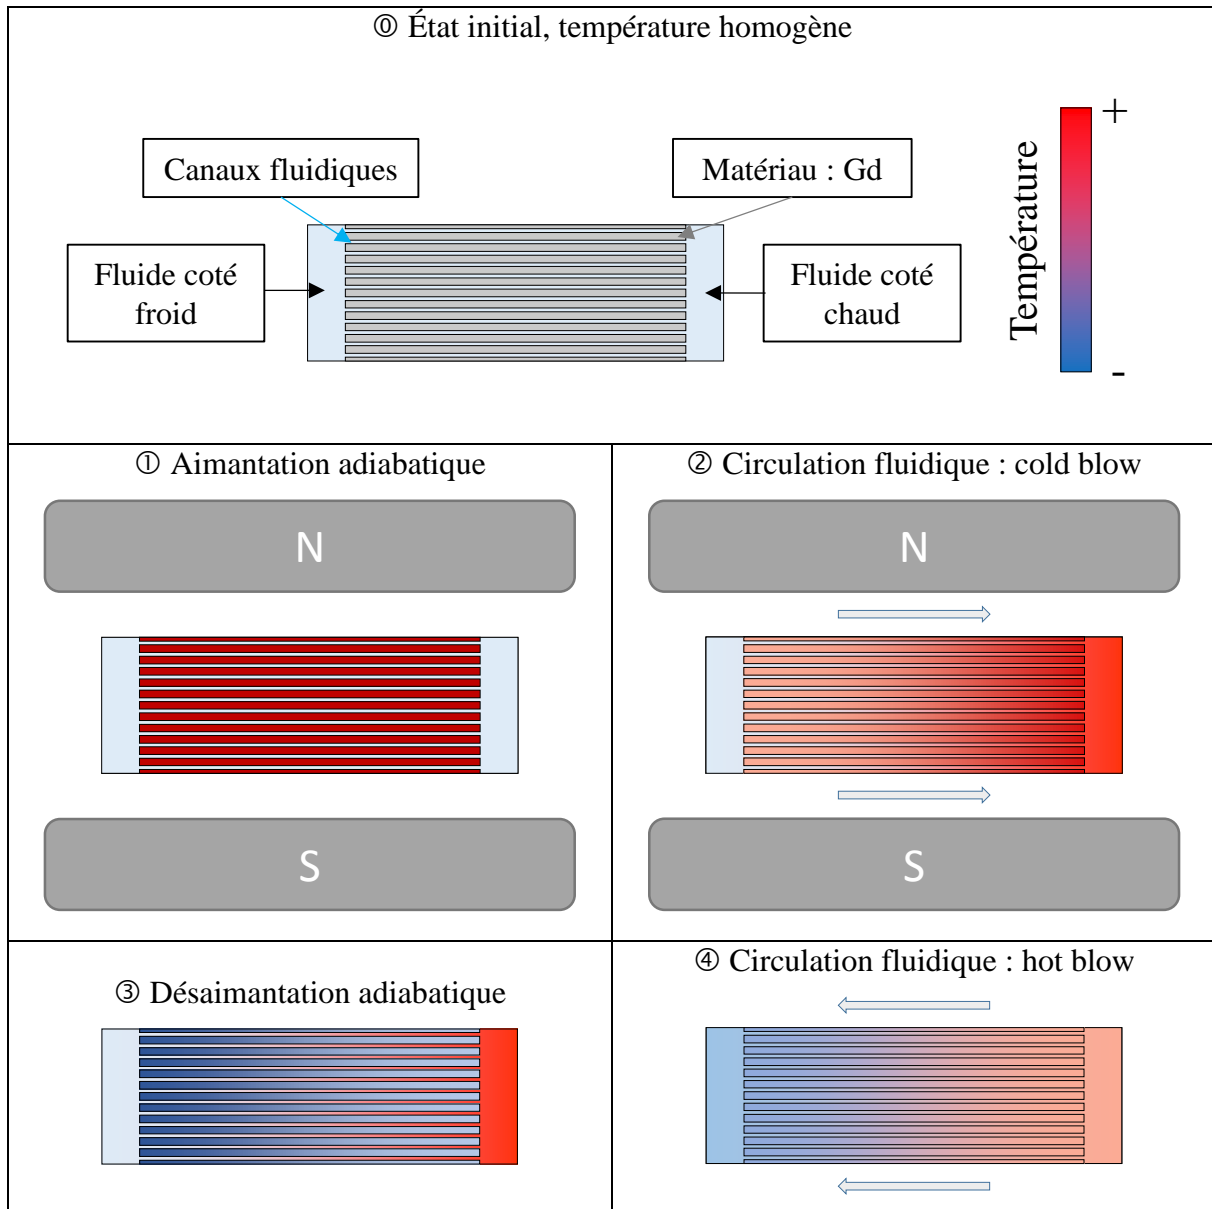 ⓪ État initial, température homogène
+
Température
-
Canaux fluidiques
Matériau : Gd
Fluide coté
froid
Fluide coté
chaud
① Aimantation adiabatique
N
S
② Circulation fluidique : cold blow
N
S
③ Désaimantation adiabatique
④ Circulation fluidique : hot blow